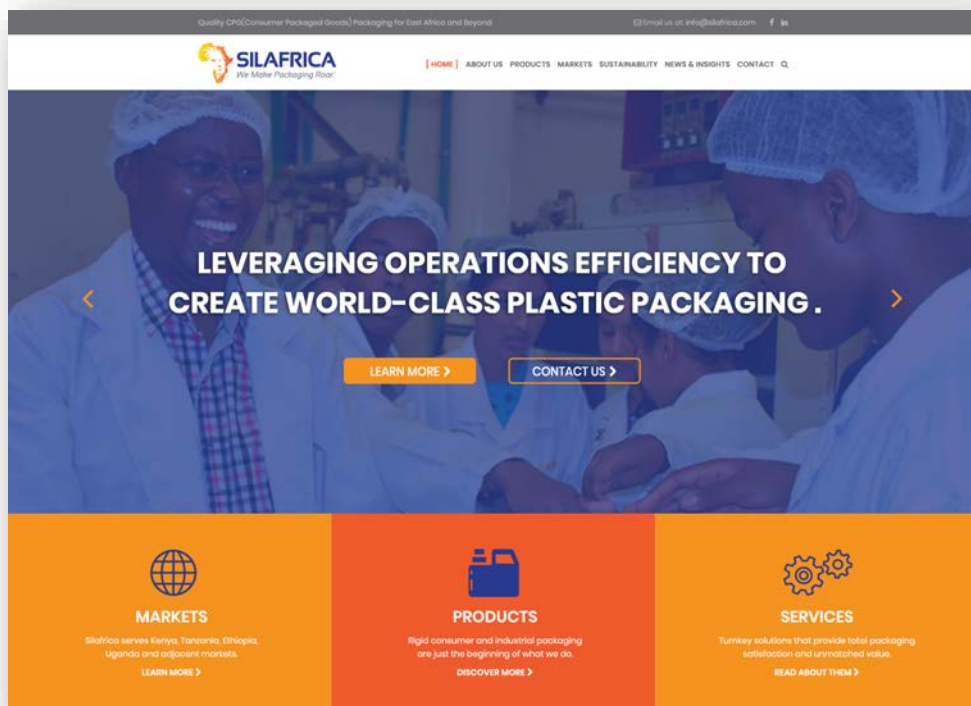 Quality CPG(Consumer Packaged Goods) Packaging for East Africa and Beyond
Email us at: info@silafrica.com
SILAFRICA
We Make Packaging Roar.
[ HOME ] ABOUT US PRODUCTS MARKETS SUSTAINABILITY NEWS & INSIGHTS CONTACT
LEVERAGING OPERATIONS EFFICIENCY TO
CREATE WORLD-CLASS PLASTIC PACKAGING .
LEARN MORE
CONTACT US
MARKETS
Silafrica serves Kenya, Tanzania, Ethiopia,
Uganda and adjacent markets.
LEARN MORE
PRODUCTS
Rigid consumer and industrial packaging
are just the beginning of what we do.
DISCOVER MORE
SERVICES
Turnkey solutions that provide total packaging
satisfaction and unmatched value.
READ ABOUT THEM